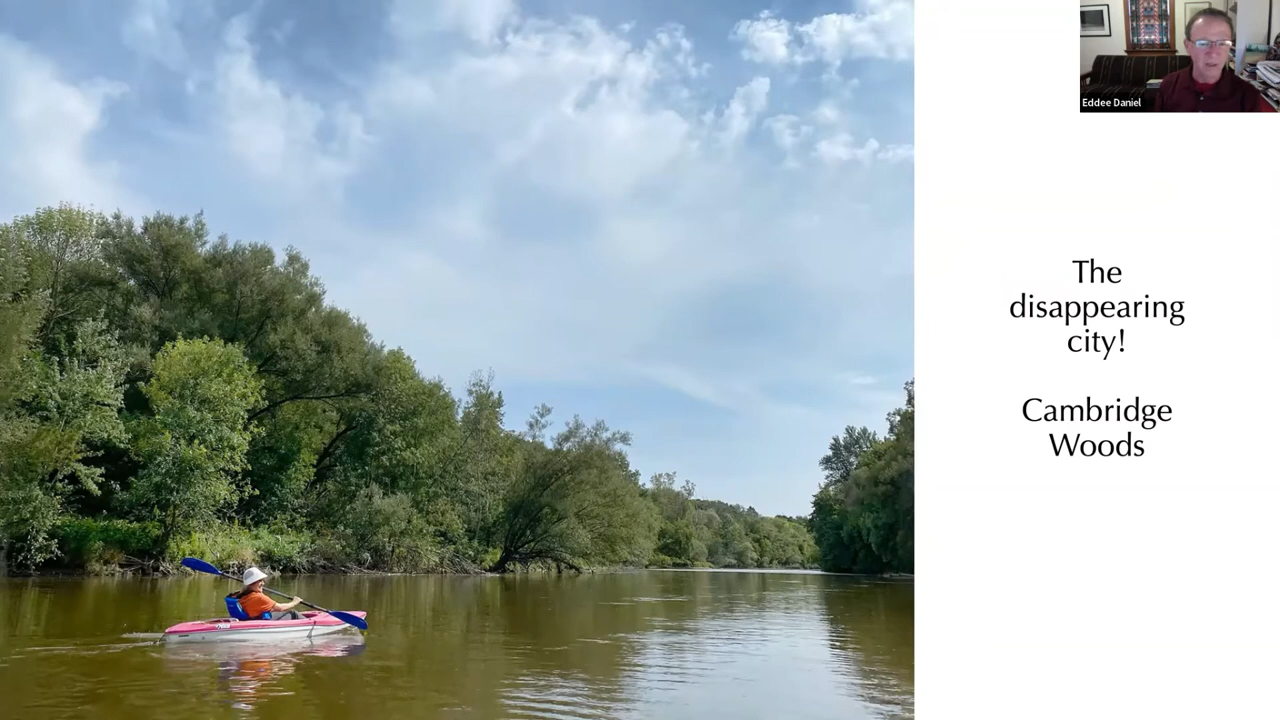 Eddee Daniel
The
disappearing
city!
Cambridge
Woods